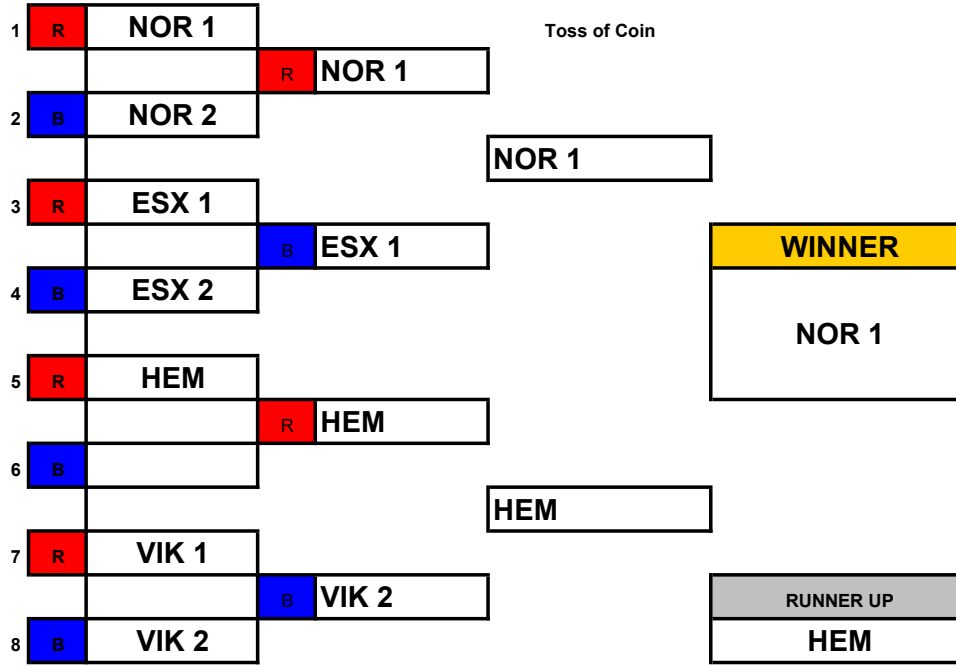 1 R NOR 1 Toss of Coin
R NOR 1
2 B NOR 2
NOR 1
3 R ESX 1
B ESX 1 WINNER
4 B ESX 2
NOR 1
5 R HEM
R HEM
6 B
HEM
7 R VIK 1
B VIK 2 RUNNER UP
8 B VIK 2 HEM